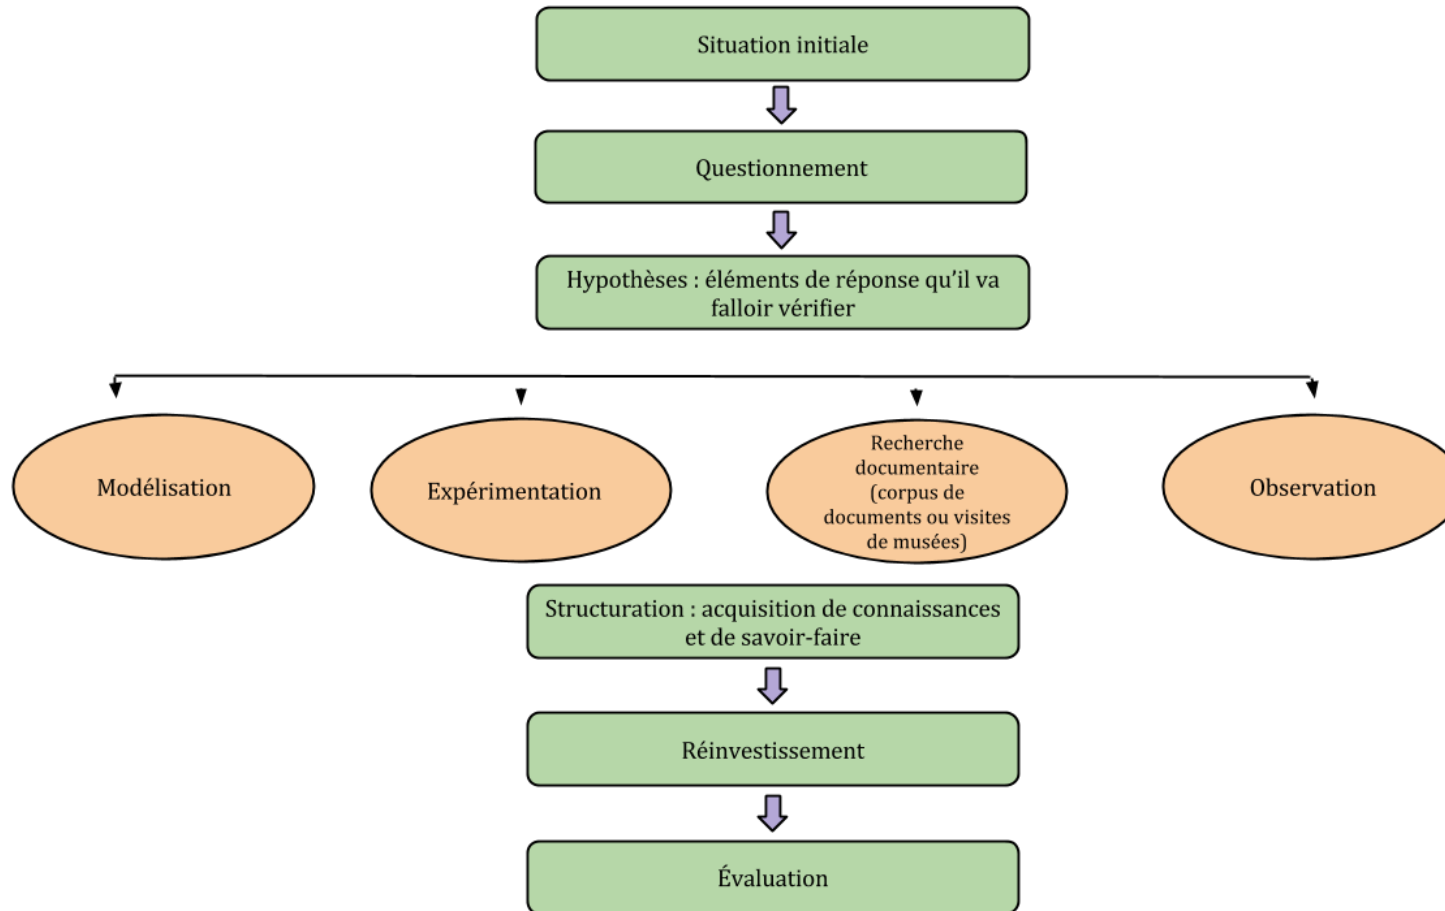 Situation initiale
Questionnement
Hypothèses : éléments de réponse qu'il va
falloir vérifier
Modélisation
Expérimentation
Recherche
documentaire
(corpus de
documents ou visites
de musées)
Observation
Structuration : acquisition de connaissances
et de savoir-faire
Réinvestissement
Évaluation